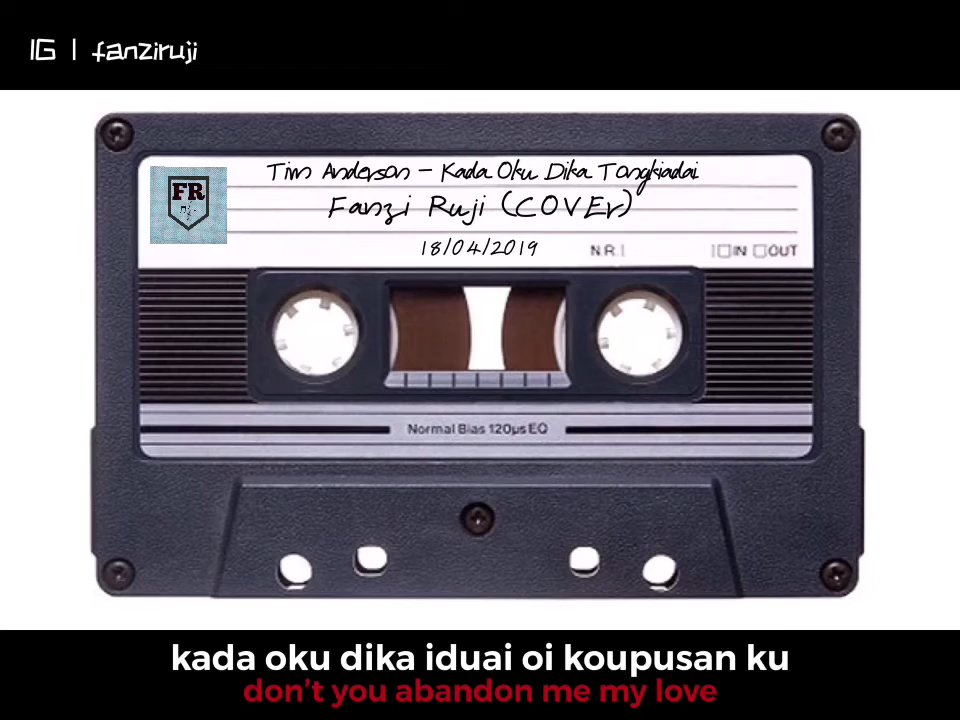 IG | fanziruji
Tim Anderson - Kada Oku Dika Tongkiadai
FR
Fanzi Ruji (COVEr)
18/04/2019
N.R.
IN OUT
Normal Bias 120µs EQ
kada oku dika iduai oi koupusan ku
don't you abandon me my love